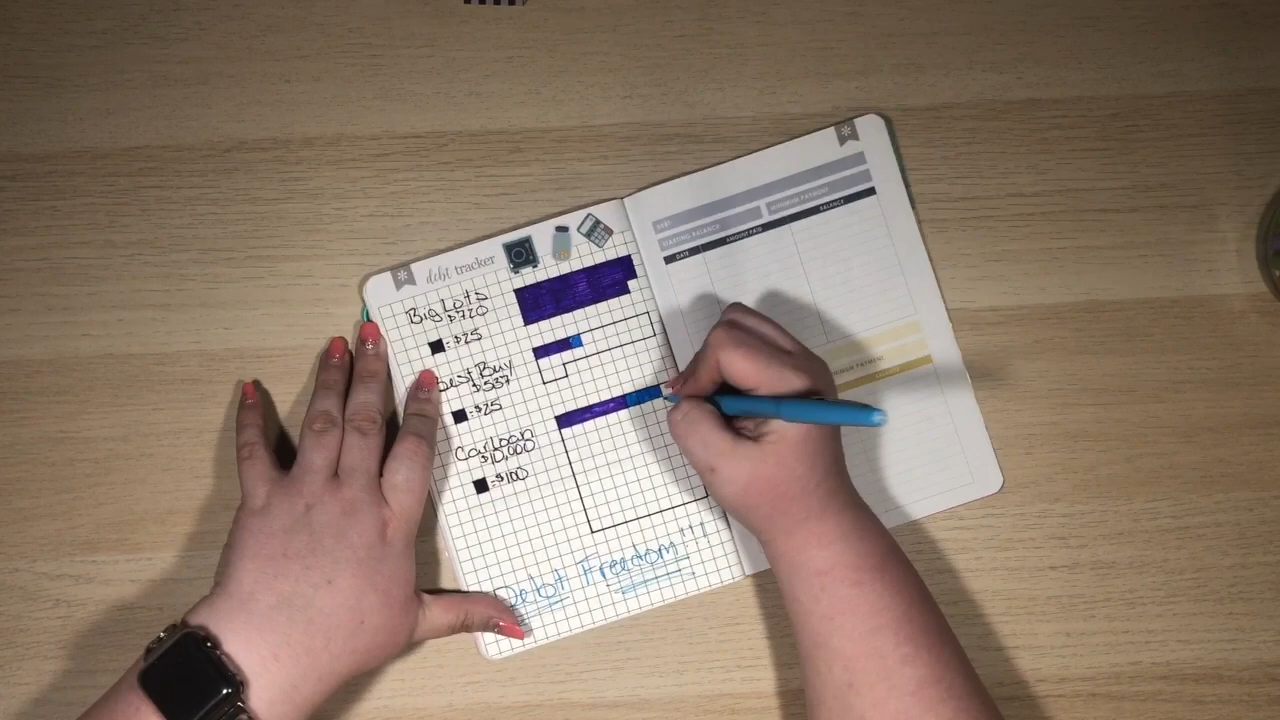 debt tracker
Big Lots
$720
= $25
Best Buy
$537
= $25
Car Loan
$10,000
= $100
Debt Freedom!!!
DEBT:
STARTING BALANCE
MINIMUM PAYMENT
DATE
AMOUNT PAID
BALANCE
PAYMENT
BALANCE